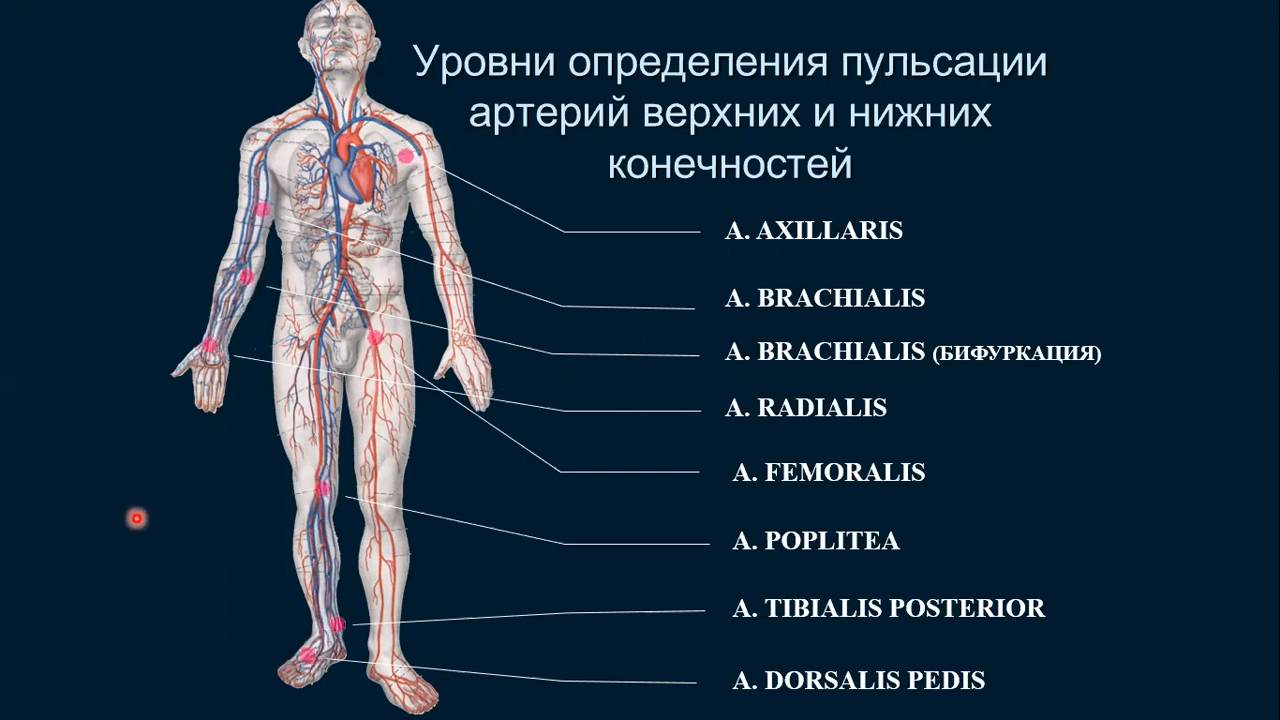 Уровни определения пульсации
артерий верхних и нижних
конечностей
A. AXILLARIS
A. BRACHIALIS
A. BRACHIALIS (БИФУРКАЦИЯ)
A. RADIALIS
A. FEMORALIS
A. POPLITEA
A. TIBIALIS POSTERIOR
A. DORSALIS PEDIS